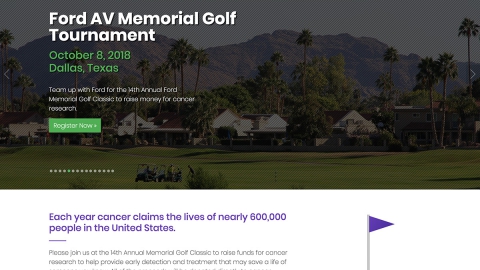 Ford AV Memorial Golf
Tournament
October 8, 2018
Dallas, Texas
Team up with Ford for the 14th Annual Ford
Memorial Golf Classic to raise money for cancer
research.
Register Now »
Each year cancer claims the lives of nearly 600,000
people in the United States.
Please join us at the 14th Annual Memorial Golf Classic to raise funds for cancer
research to help provide early detection and treatment that may save a life of